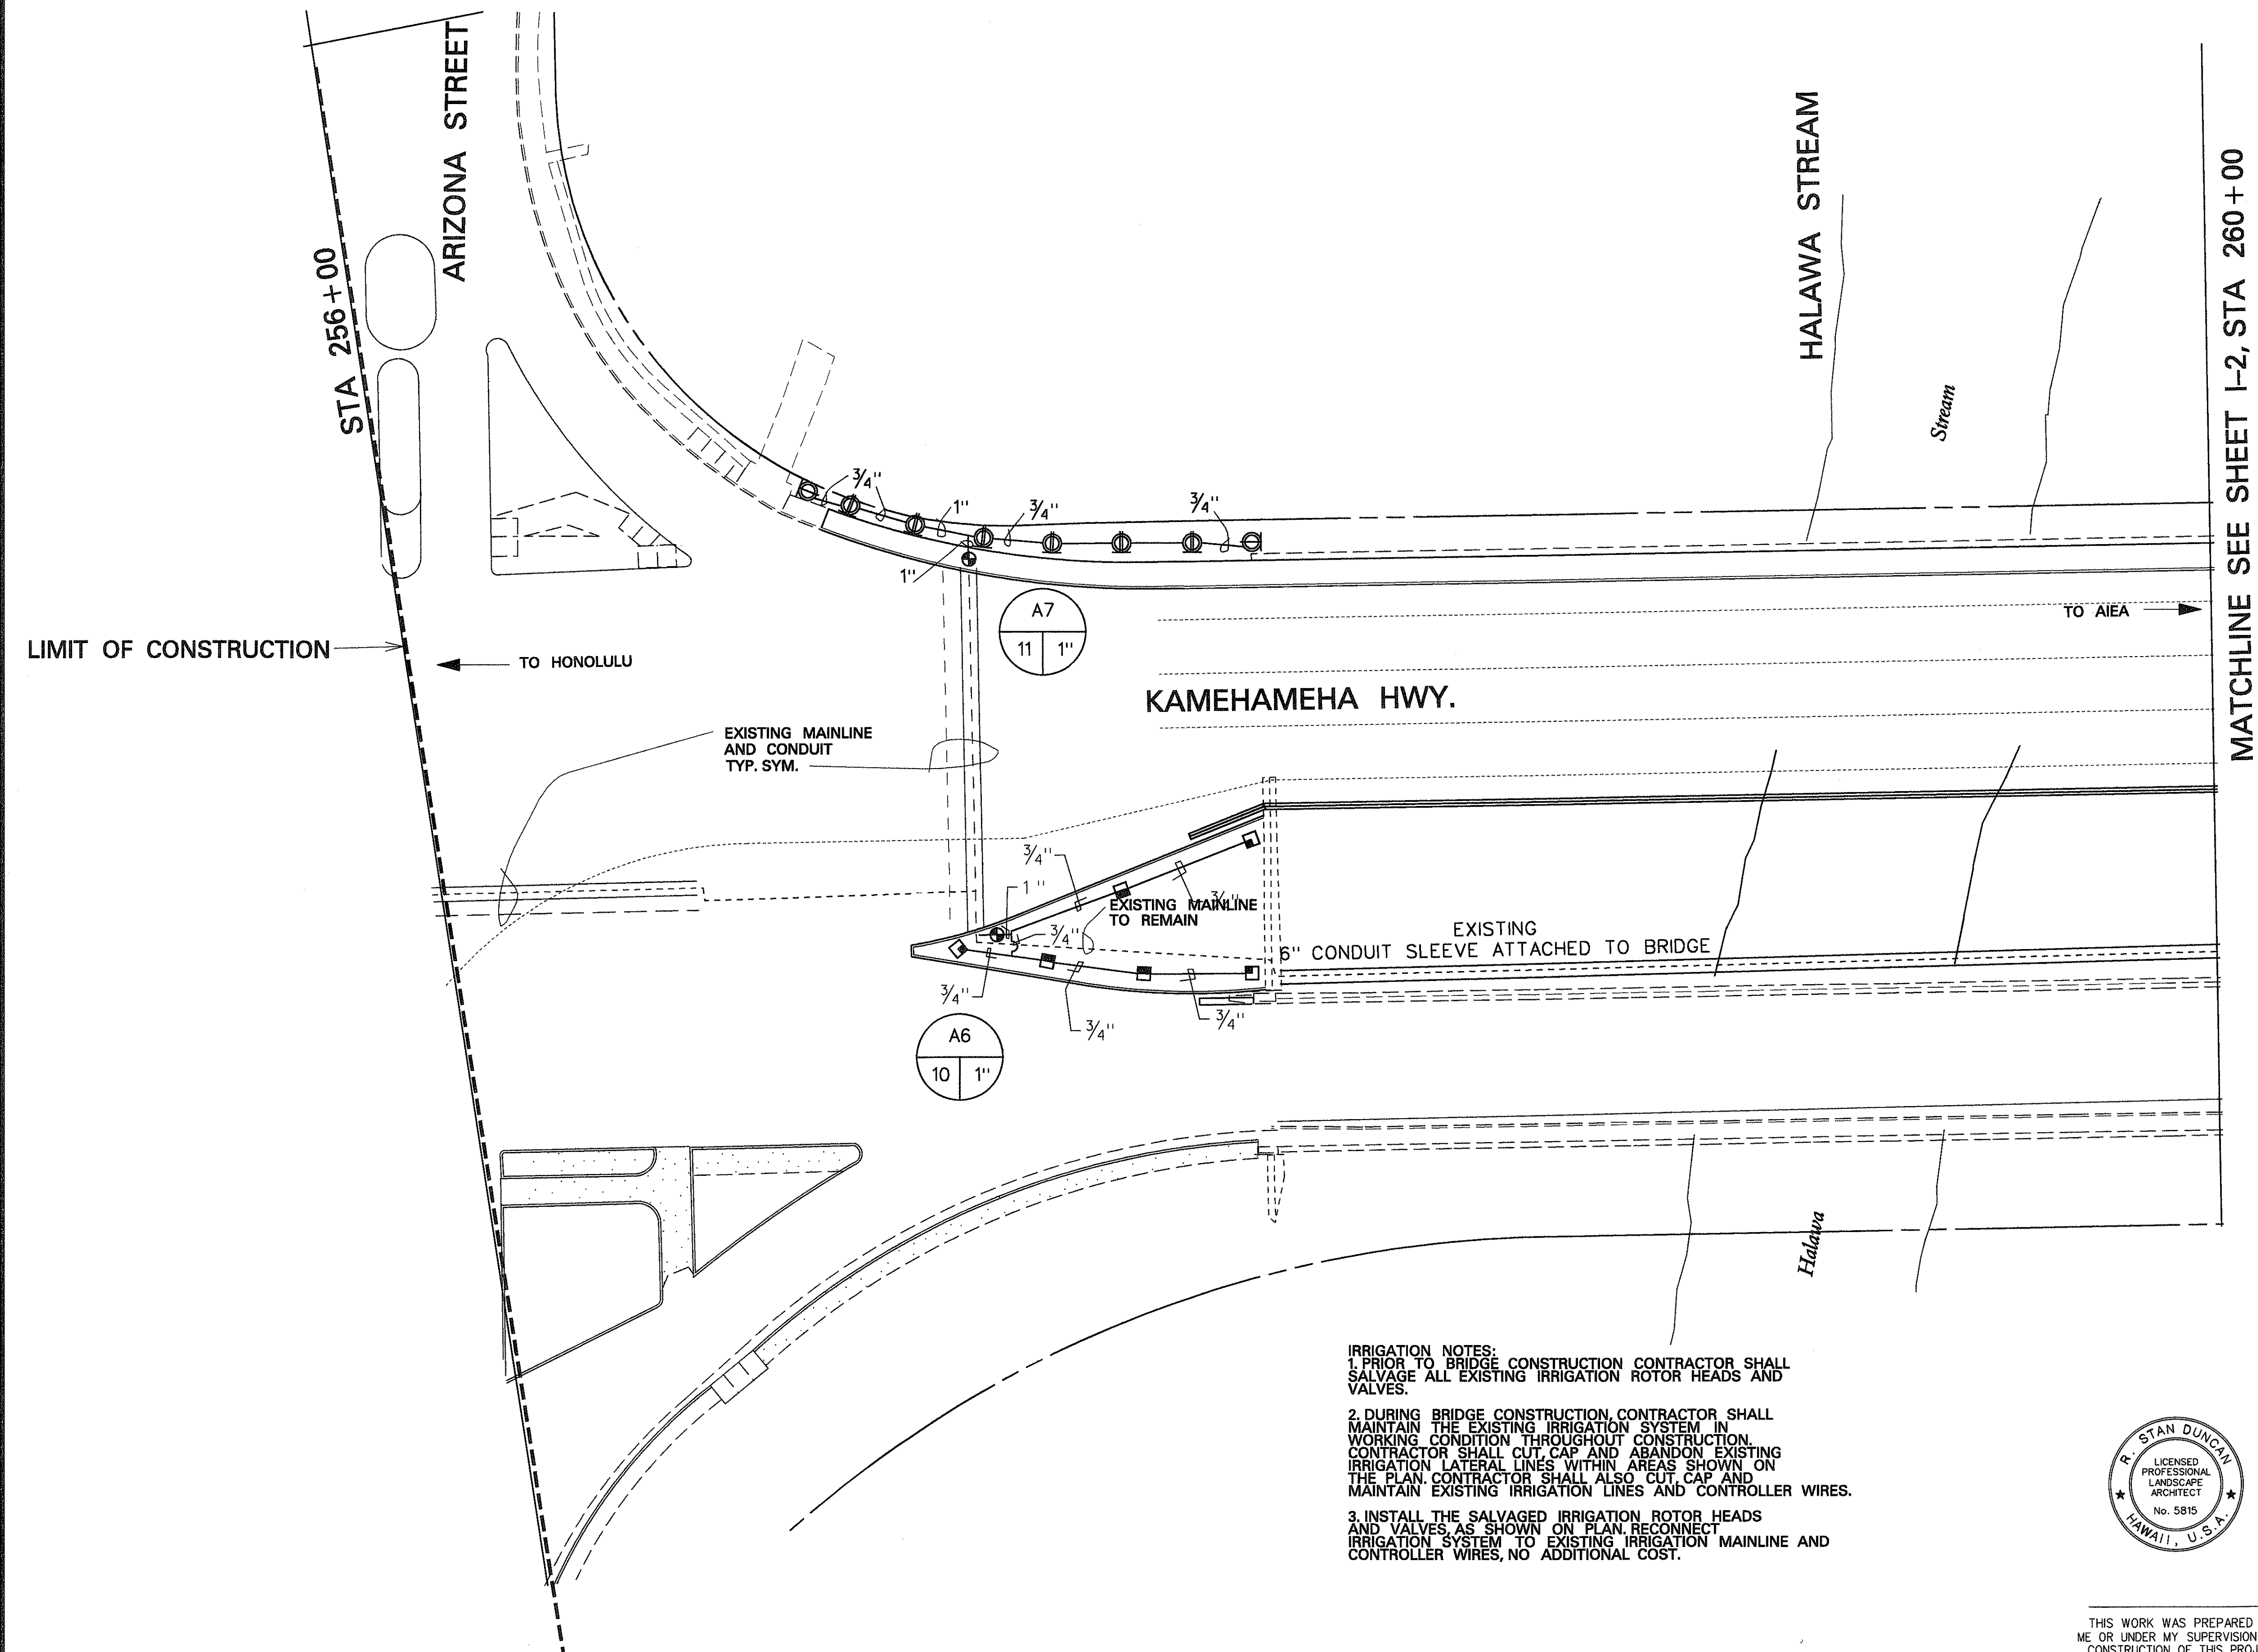 ARIZONA STREET
STA 256+00
HALAWA STREAM
Stream
MATCHLINE SEE SHEET I-2, STA 260+00
3/4"
1"
3/4"
3/4"
1"
A7
11 1"
TO AIEA
LIMIT OF CONSTRUCTION
TO HONOLULU
KAMEHAMEHA HWY.
EXISTING MAINLINE
AND CONDUIT
TYP. SYM.
3/4"
1"
3/4"
EXISTING MAINLINE
TO REMAIN
3/4"
EXISTING
6" CONDUIT SLEEVE ATTACHED TO BRIDGE
3/4"
3/4"
3/4"
A6
10 1"
Halawa
IRRIGATION NOTES:
1. PRIOR TO BRIDGE CONSTRUCTION CONTRACTOR SHALL
SALVAGE ALL EXISTING IRRIGATION ROTOR HEADS AND
VALVES.
2. DURING BRIDGE CONSTRUCTION, CONTRACTOR SHALL
MAINTAIN THE EXISTING IRRIGATION SYSTEM IN
WORKING CONDITION THROUGHOUT CONSTRUCTION.
CONTRACTOR SHALL CUT, CAP AND ABANDON EXISTING
IRRIGATION LATERAL LINES WITHIN AREAS SHOWN ON
THE PLAN. CONTRACTOR SHALL ALSO CUT, CAP AND
MAINTAIN EXISTING IRRIGATION LINES AND CONTROLLER WIRES.
3. INSTALL THE SALVAGED IRRIGATION ROTOR HEADS
AND VALVES, AS SHOWN ON PLAN. RECONNECT
IRRIGATION SYSTEM TO EXISTING IRRIGATION MAINLINE AND
CONTROLLER WIRES, NO ADDITIONAL COST.
R. STAN DUNCAN
LICENSED
PROFESSIONAL
LANDSCAPE
ARCHITECT
No. 5815
HAWAII, U.S.A.
THIS WORK WAS PREPARED
ME OR UNDER MY SUPERVISION
CONSTRUCTION OF THIS PROJ